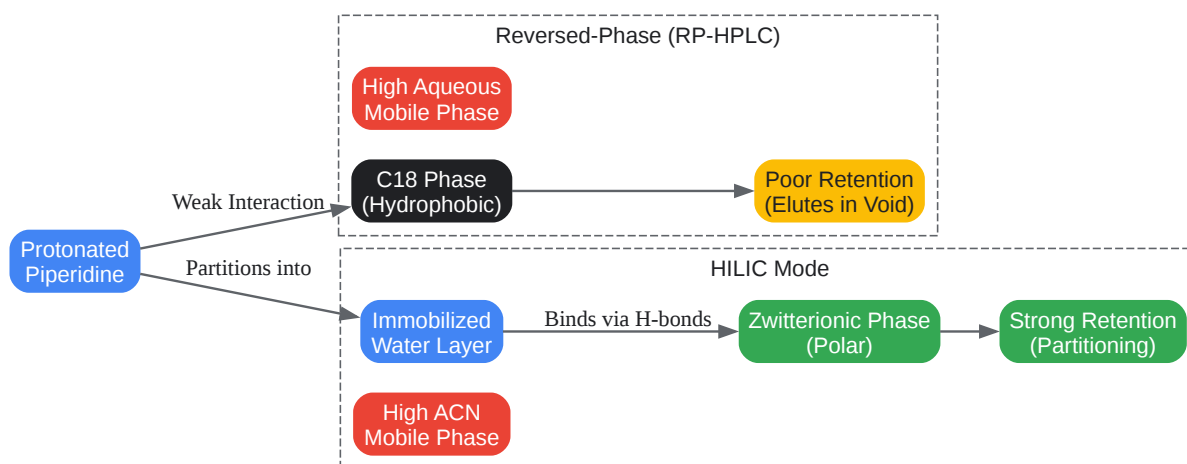 Reversed-Phase (RP-HPLC)
High Aqueous
Mobile Phase
C18 Phase
(Hydrophobic)
Poor Retention
(Elutes in Void)
Weak Interaction
Protonated
Piperidine
Partitions into
HILIC Mode
Immobilized
Water Layer
Binds via H-bonds
Zwitterionic Phase
(Polar)
Strong Retention
(Partitioning)
High ACN
Mobile Phase